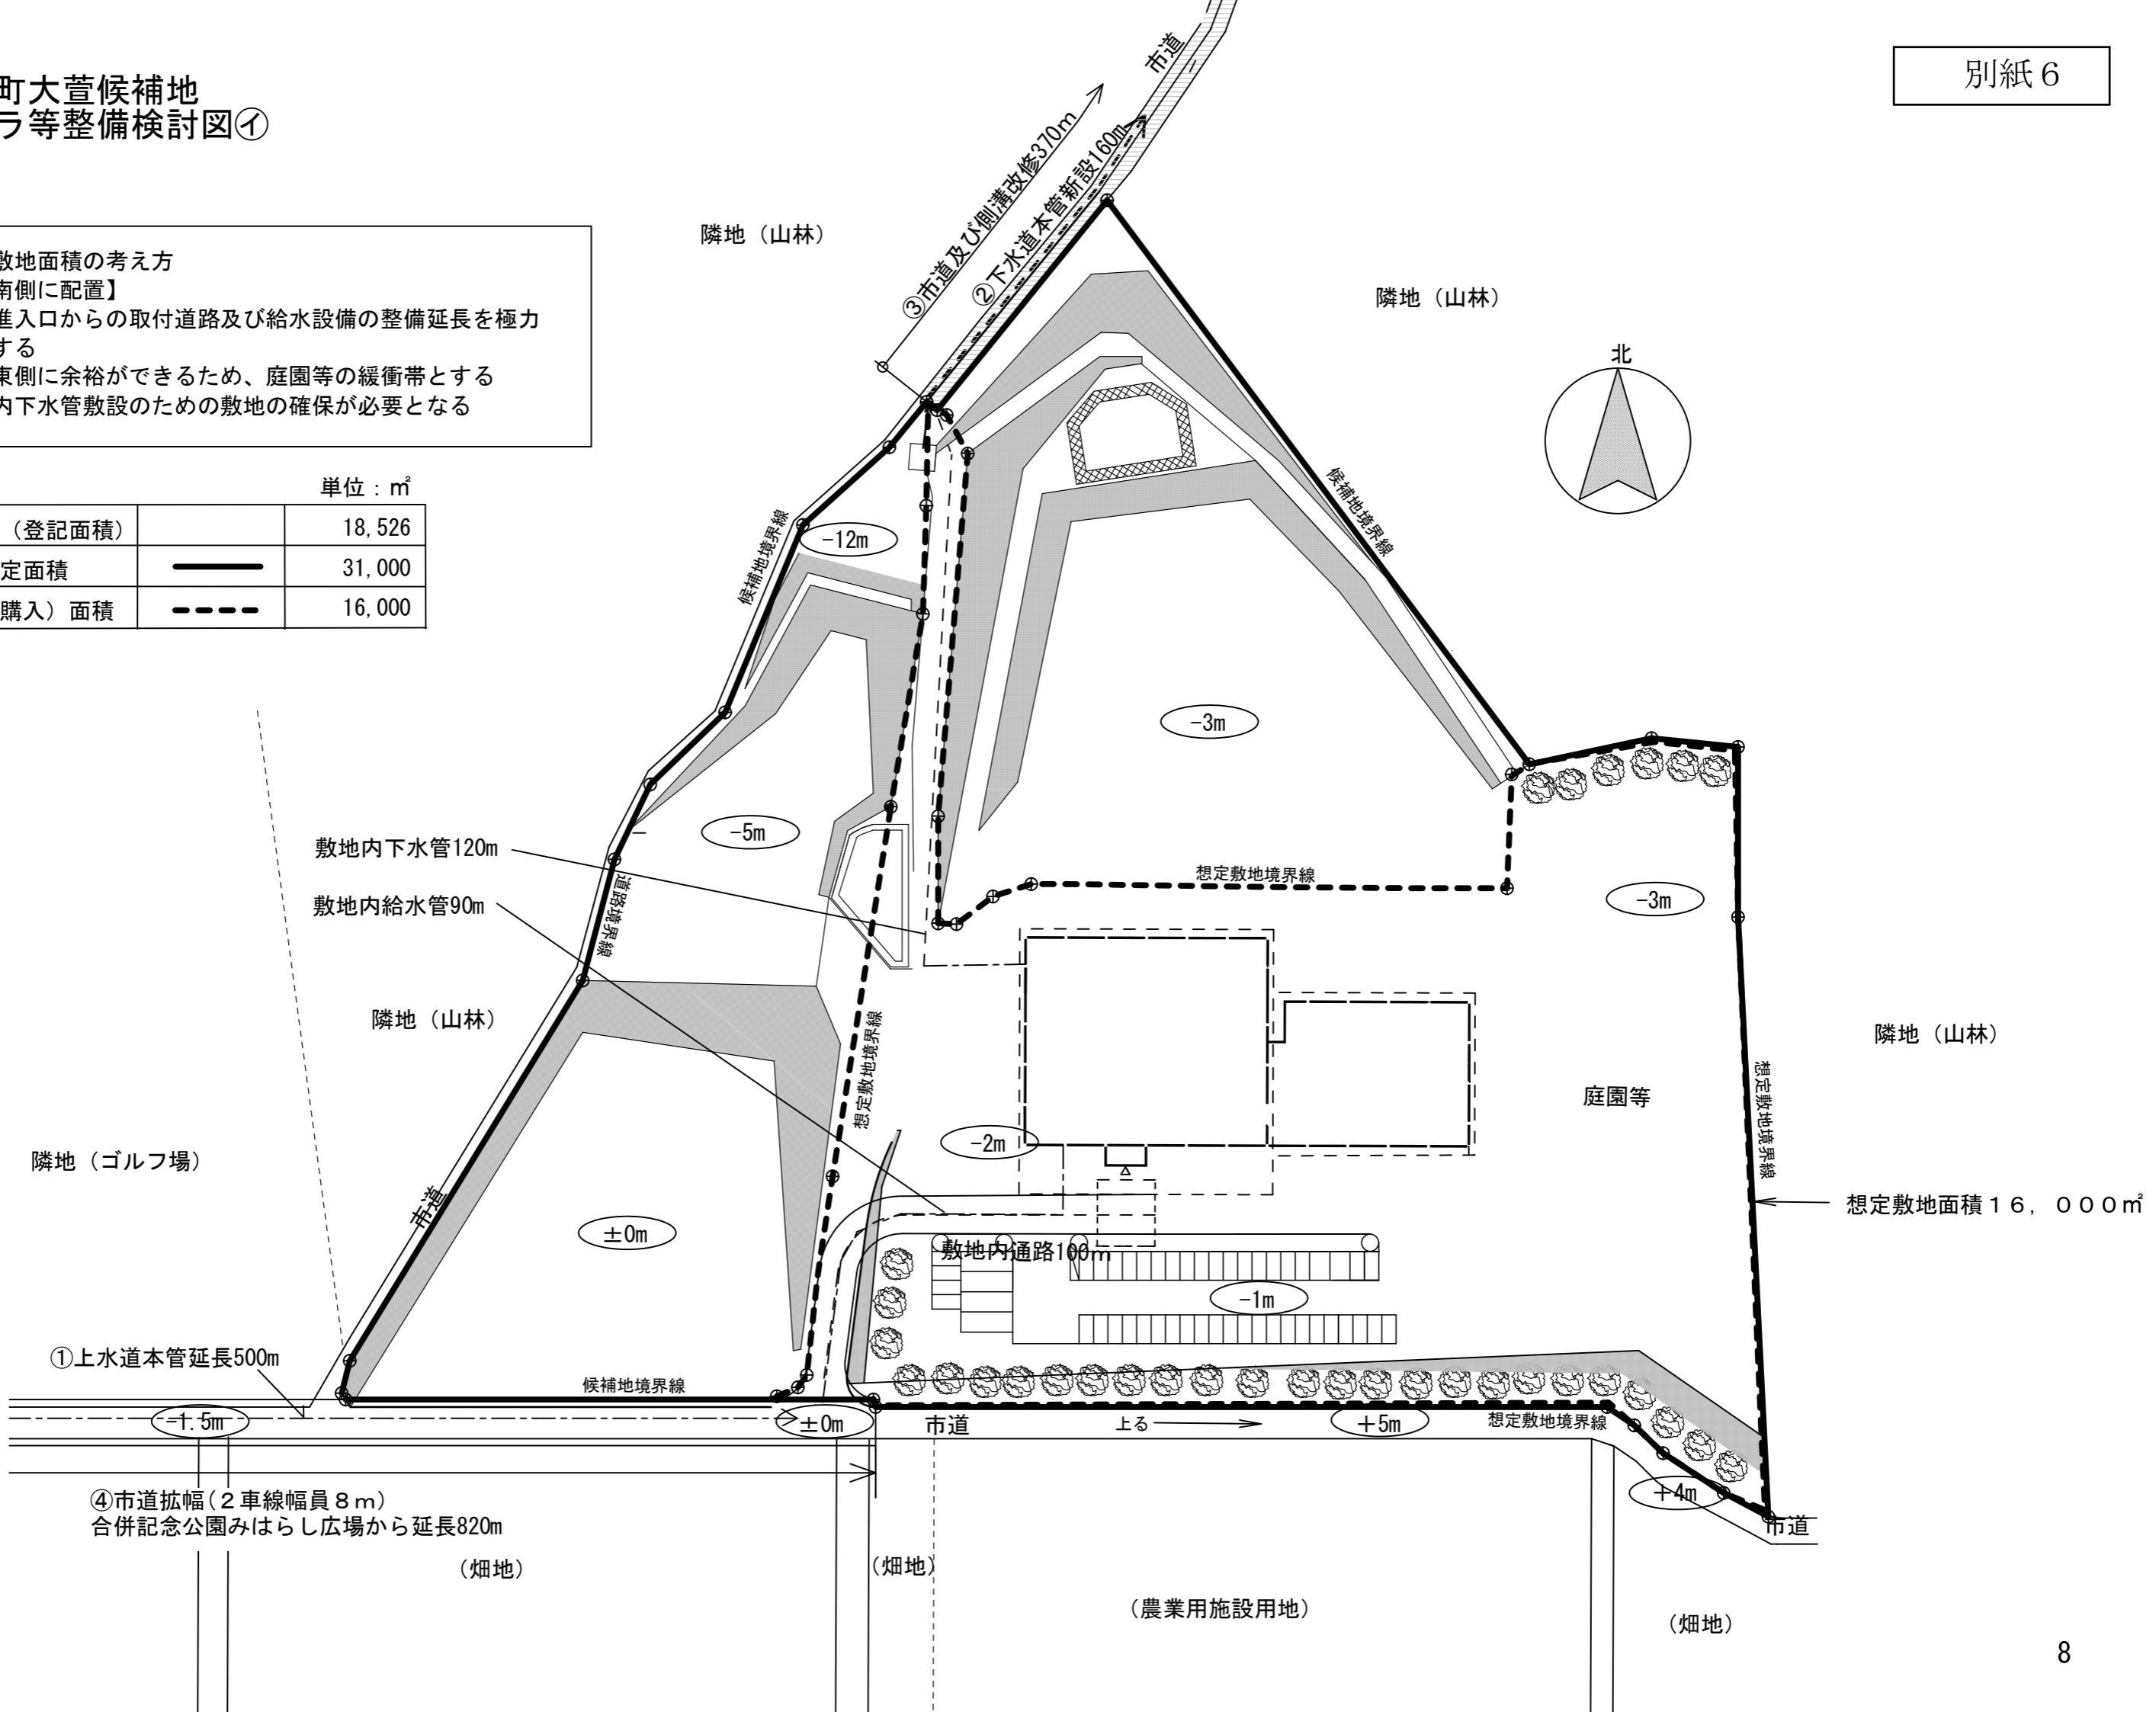 別紙６
町大萱候補地
ラ等整備検討図㋑
敷地面積の考え方
南側に配置】
進入口からの取付道路及び給水設備の整備延長を極力
する
東側に余裕ができるため、庭園等の緩衝帯とする
内下水管敷設のための敷地の確保が必要となる
単位：㎡
（登記面積） 18,526
定面積 31,000
購入）面積 16,000
市道
③市道及び側溝改修370m
②下水道本管新設160m
隣地（山林）
隣地（山林）
北
候補地境界線
候補地境界線
-12m
-3m
-5m
敷地内下水管120m
敷地内給水管90m
道路境界線
想定敷地境界線
-3m
隣地（山林）
隣地（山林）
想定敷地境界線
想定敷地境界線
庭園等
-2m
隣地（ゴルフ場）
市道
±0m
想定敷地面積１６，０００㎡
敷地内通路100m
-1m
①上水道本管延長500m
候補地境界線
-1.5m
±0m
市道
上る
+5m
想定敷地境界線
+4m
市道
④市道拡幅(２車線幅員８ｍ)
合併記念公園みはらし広場から延長820m
（畑地）
（畑地）
（農業用施設用地）
（畑地）
8